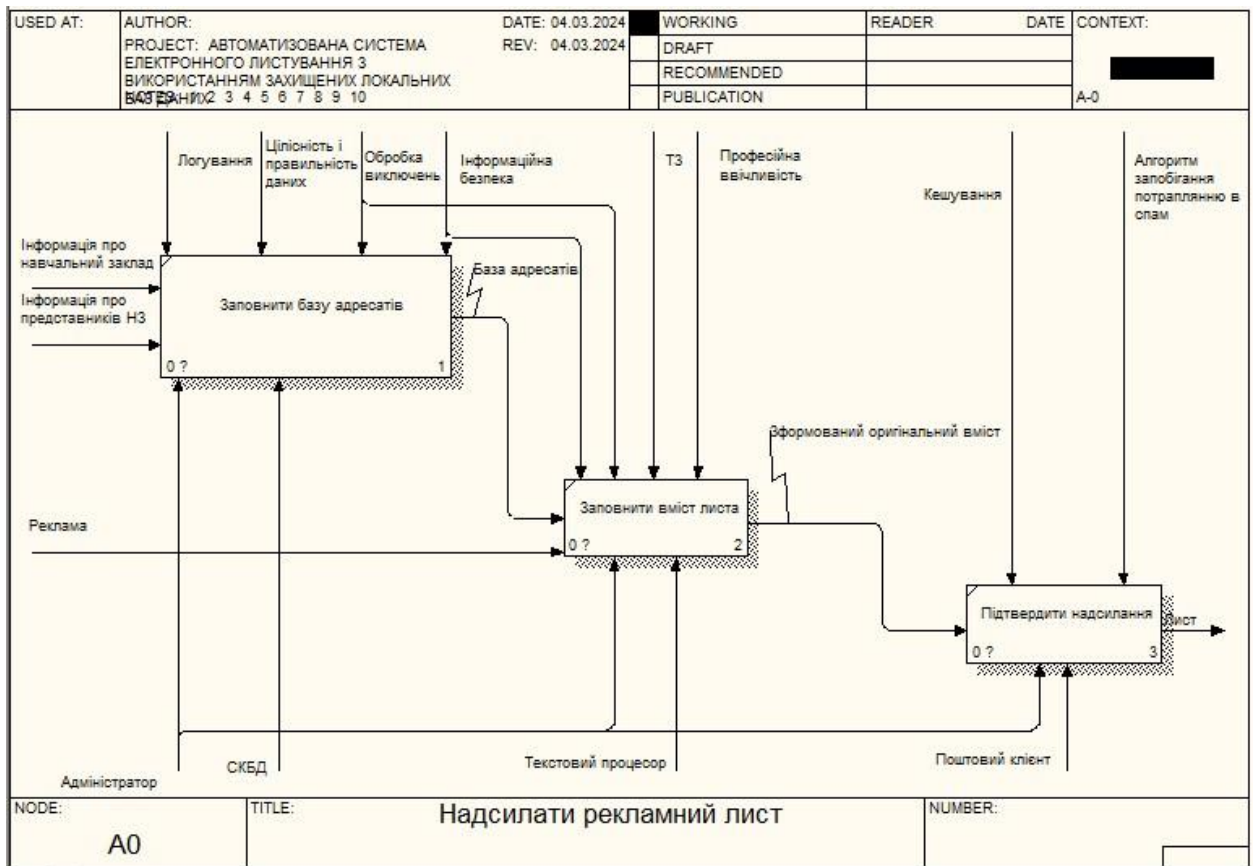 USED AT:
AUTHOR:
DATE: 04.03.2024
PROJECT: АВТОМАТИЗОВАНА СИСТЕМА
ЕЛЕКТРОННОГО ЛИСТУВАННЯ З
ВИКОРИСТАННЯМ ЗАХИЩЕНИХ ЛОКАЛЬНИХ
БАЗ ДАНИХ
REV: 04.03.2024
NOTES: 1 2 3 4 5 6 7 8 9 10
WORKING
DRAFT
RECOMMENDED
PUBLICATION
READER
DATE
CONTEXT:
A-0
Логування
Цілісність і
правильність
даних
Обробка
виключень
Інформаційна
безпека
ТЗ
Професійна
ввічливість
Кешування
Алгоритм
запобігання
потраплянню в
спам
Інформація про
навчальний заклад
Інформація про
представників НЗ
Заповнити базу адресатів
0 ?
1
База адресатів
Зформований оригінальний вміст
Реклама
Заповнити вміст листа
0 ?
2
Підтвердити надсилання
0 ?
3
Лист
Адміністратор
СКБД
Текстовий процесор
Поштовий клієнт
NODE:
A0
TITLE:
Надсилати рекламний лист
NUMBER: